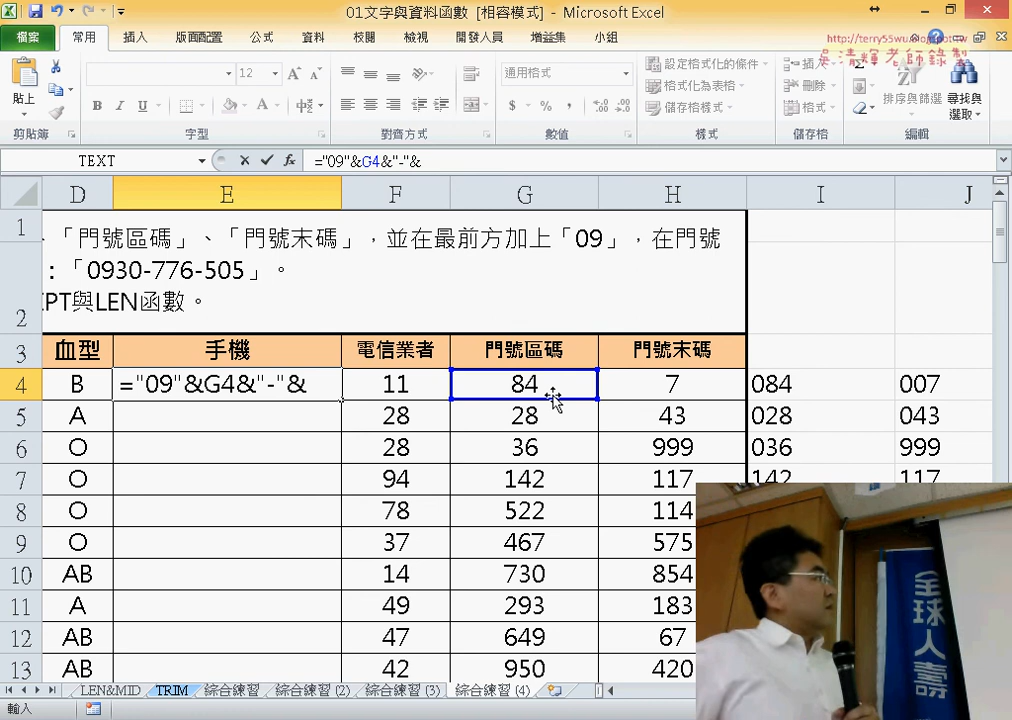 01文字與資料函數 [相容模式] - Microsoft Excel
檔案 常用 插入 版面配置 公式 資料 校閱 檢視 開發人員 增益集 小組
http://terry55wu.blogspot.tw
吳清輝老師錄製
貼上 12 A A 通用格式 設定格式化的條件 插入 Σ
B I U A 中 $ % , 格式化為表格 刪除 排序與篩選 尋找與
儲存格樣式 格式 選取
剪貼簿 字型 對齊方式 數值 樣式 儲存格 編輯
TEXT fx ="09"&G4&"-"&
D E F G H I J
1 、「門號區碼」、「門號末碼」，並在最前方加上「09」，在門號
：「0930-776-505」。
2 EPT與LEN函數。
3 血型 手機 電信業者 門號區碼 門號末碼
4 B ="09"&G4&"-"& 11 84 7 084 007
5 A 28 28 43 028 043
6 O 28 36 999 036 999
7 O 94 142 117 142 117
8 O 78 522 114
9 O 37 467 575
10 AB 14 730 854
11 A 49 293 183
12 AB 47 649 67
13 AB 42 950 420
全球人壽
LEN&MID TRIM 綜合練習 綜合練習 (2) 綜合練習 (3) 綜合練習 (4)
輸入